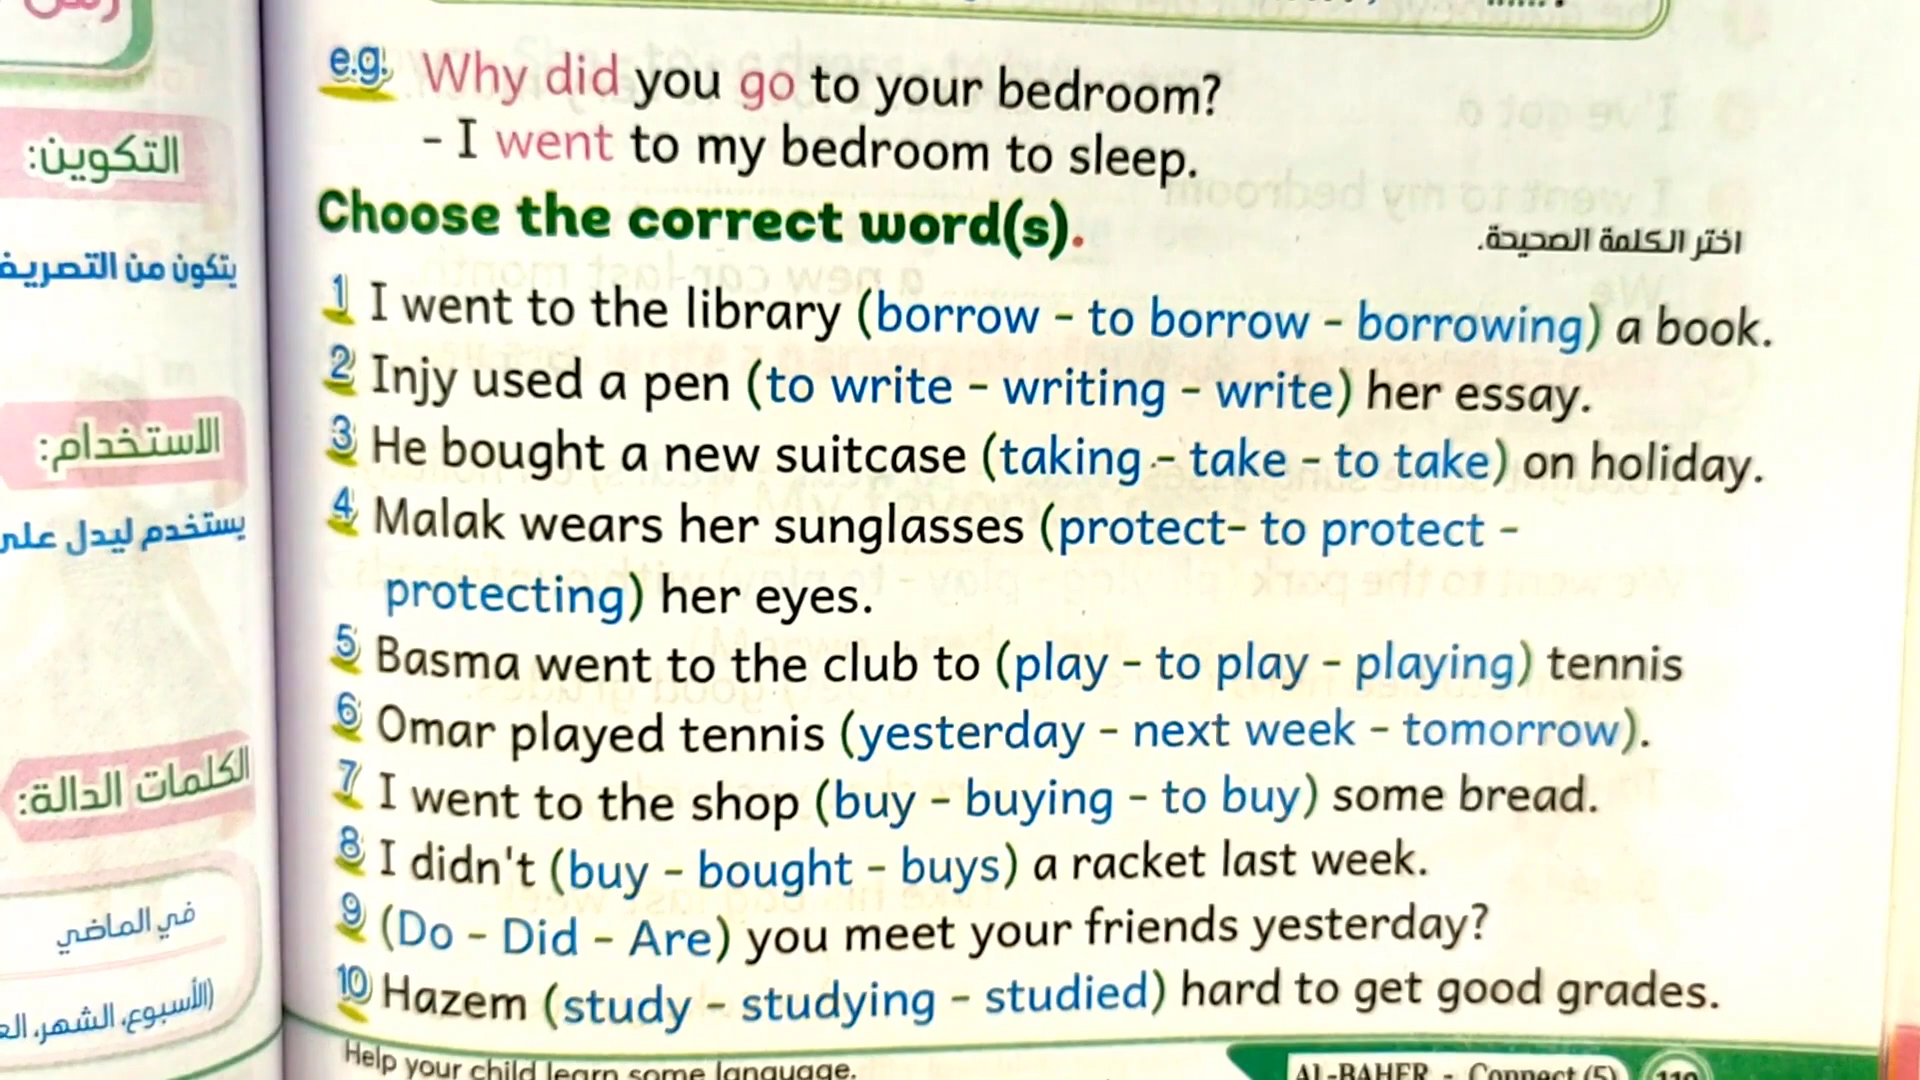 e.g. Why did you go to your bedroom?
- I went to my bedroom to sleep.
Choose the correct word(s).
اختر الكلمة الصحيحة.
1 I went to the library (borrow - to borrow - borrowing) a book.
2 Injy used a pen (to write - writing - write) her essay.
3 He bought a new suitcase (taking - take - to take) on holiday.
4 Malak wears her sunglasses (protect- to protect -
protecting) her eyes.
5 Basma went to the club to (play - to play - playing) tennis
6 Omar played tennis (yesterday - next week - tomorrow).
7 I went to the shop (buy - buying - to buy) some bread.
8 I didn't (buy - bought - buys) a racket last week.
9 (Do - Did - Are) you meet your friends yesterday?
10 Hazem (study - studying - studied) hard to get good grades.
Help your child learn some language.
AL-BAHER - Connect (5) 119
التكوين:
يتكون من
الاستخدام:
يستخدم ليدل على
الكلمات الدالة:
في الماضي
(الأسبوع، الشهر،